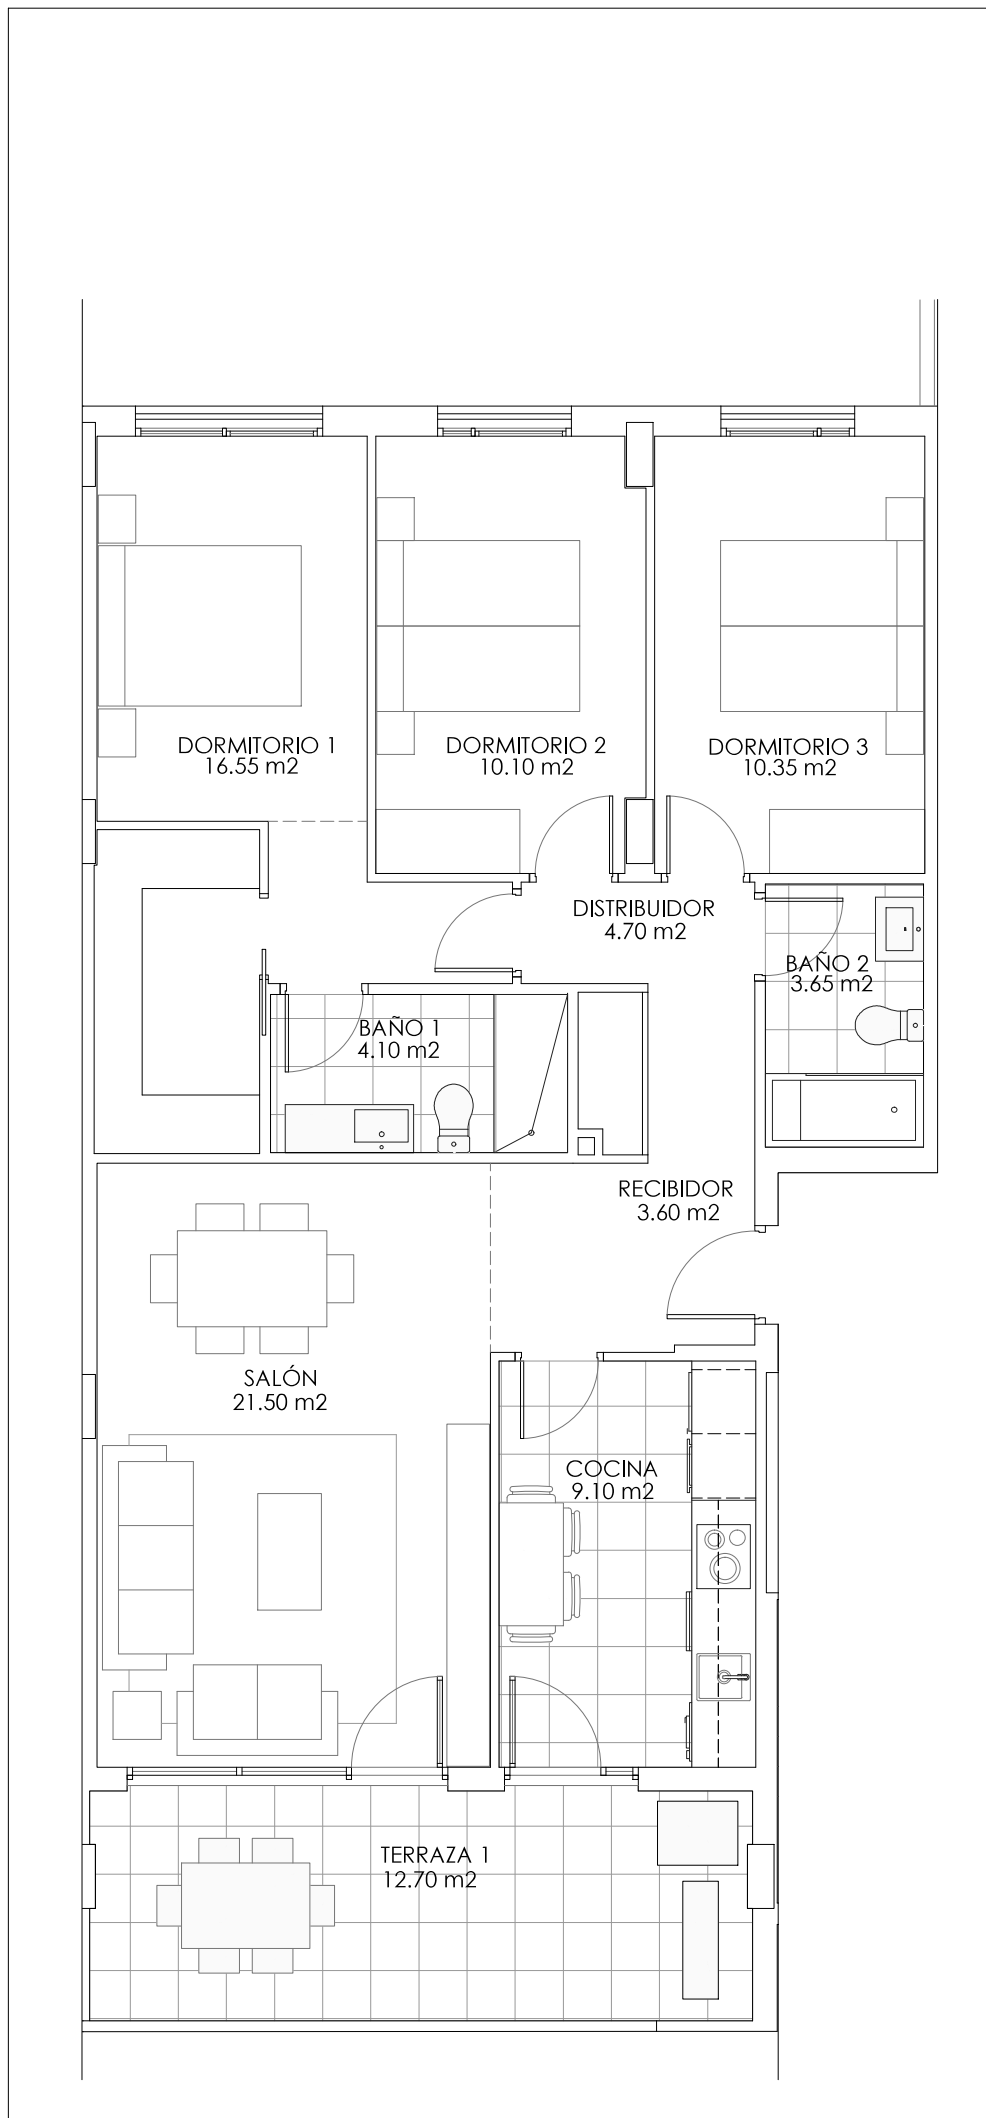 DORMITORIO 1
16.55 m2
DORMITORIO 2
10.10 m2
DORMITORIO 3
10.35 m2
DISTRIBUIDOR
4.70 m2
BAÑO 2
3.65 m2
BAÑO 1
4.10 m2
RECIBIDOR
3.60 m2
SALÓN
21.50 m2
COCINA
9.10 m2
TERRAZA 1
12.70 m2